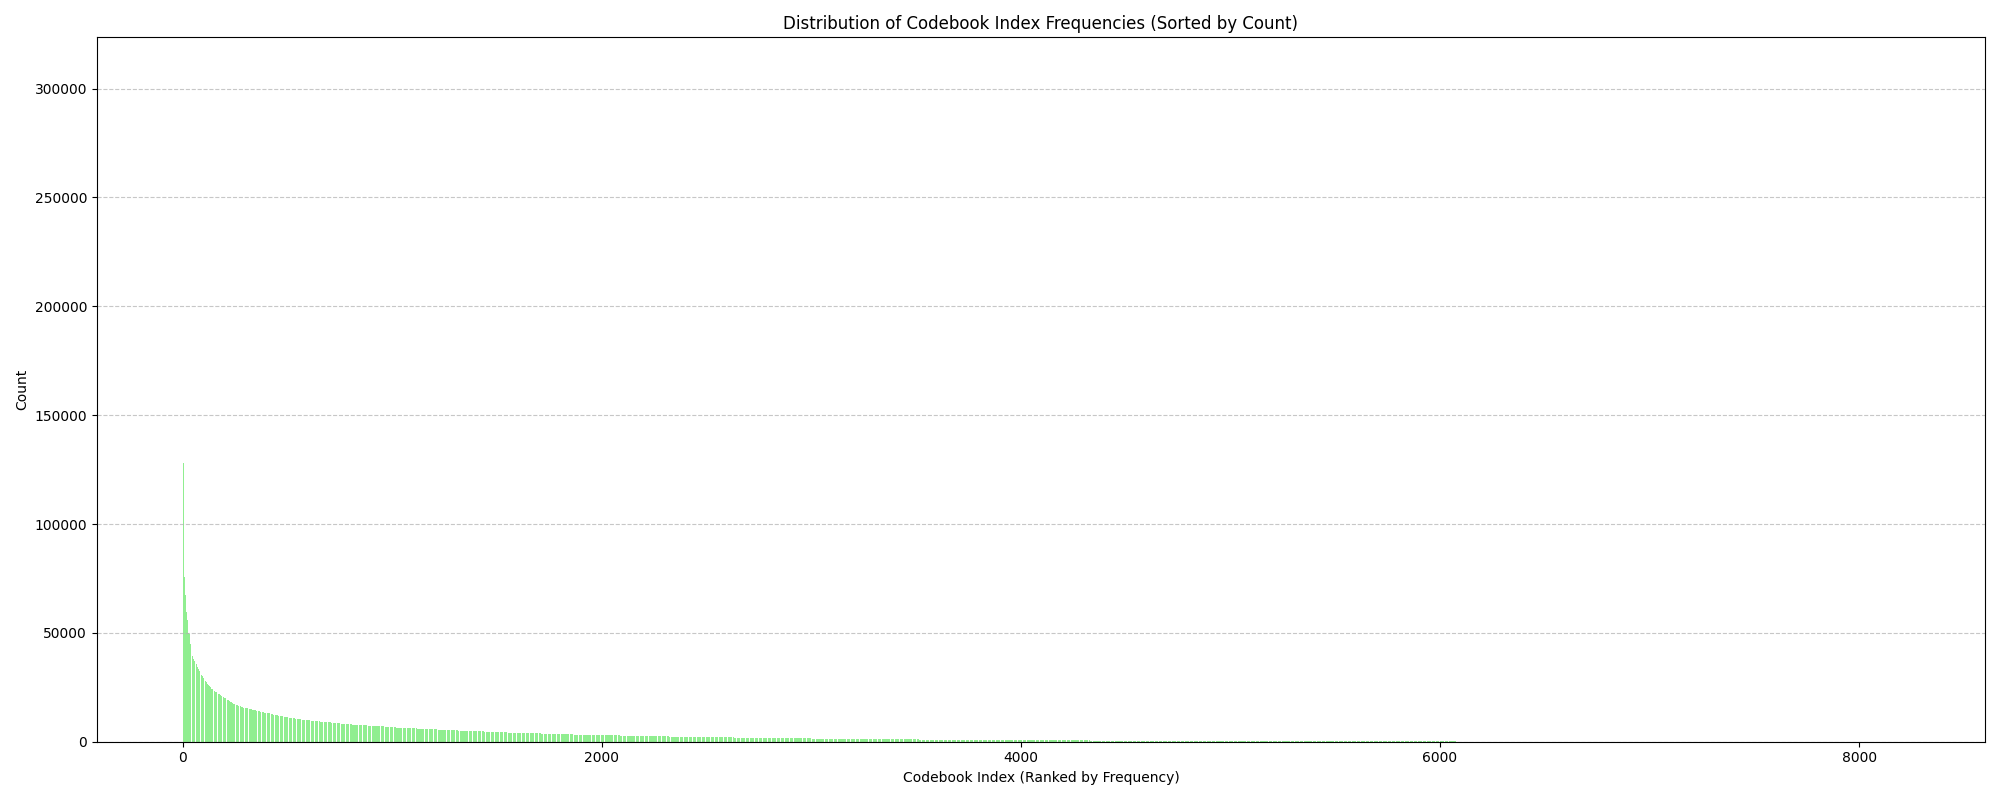 Distribution of Codebook Index Frequencies (Sorted by Count)
300000
250000
200000
150000
100000
50000
0
Count
0 2000 4000 6000 8000
Codebook Index (Ranked by Frequency)